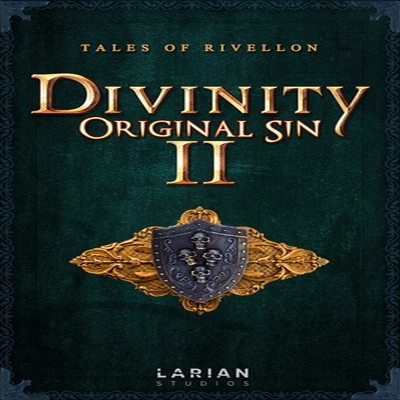 TALES OF RIVELLON
DIVINITY
ORIGINAL SIN
II
LARIAN
STUDIOS